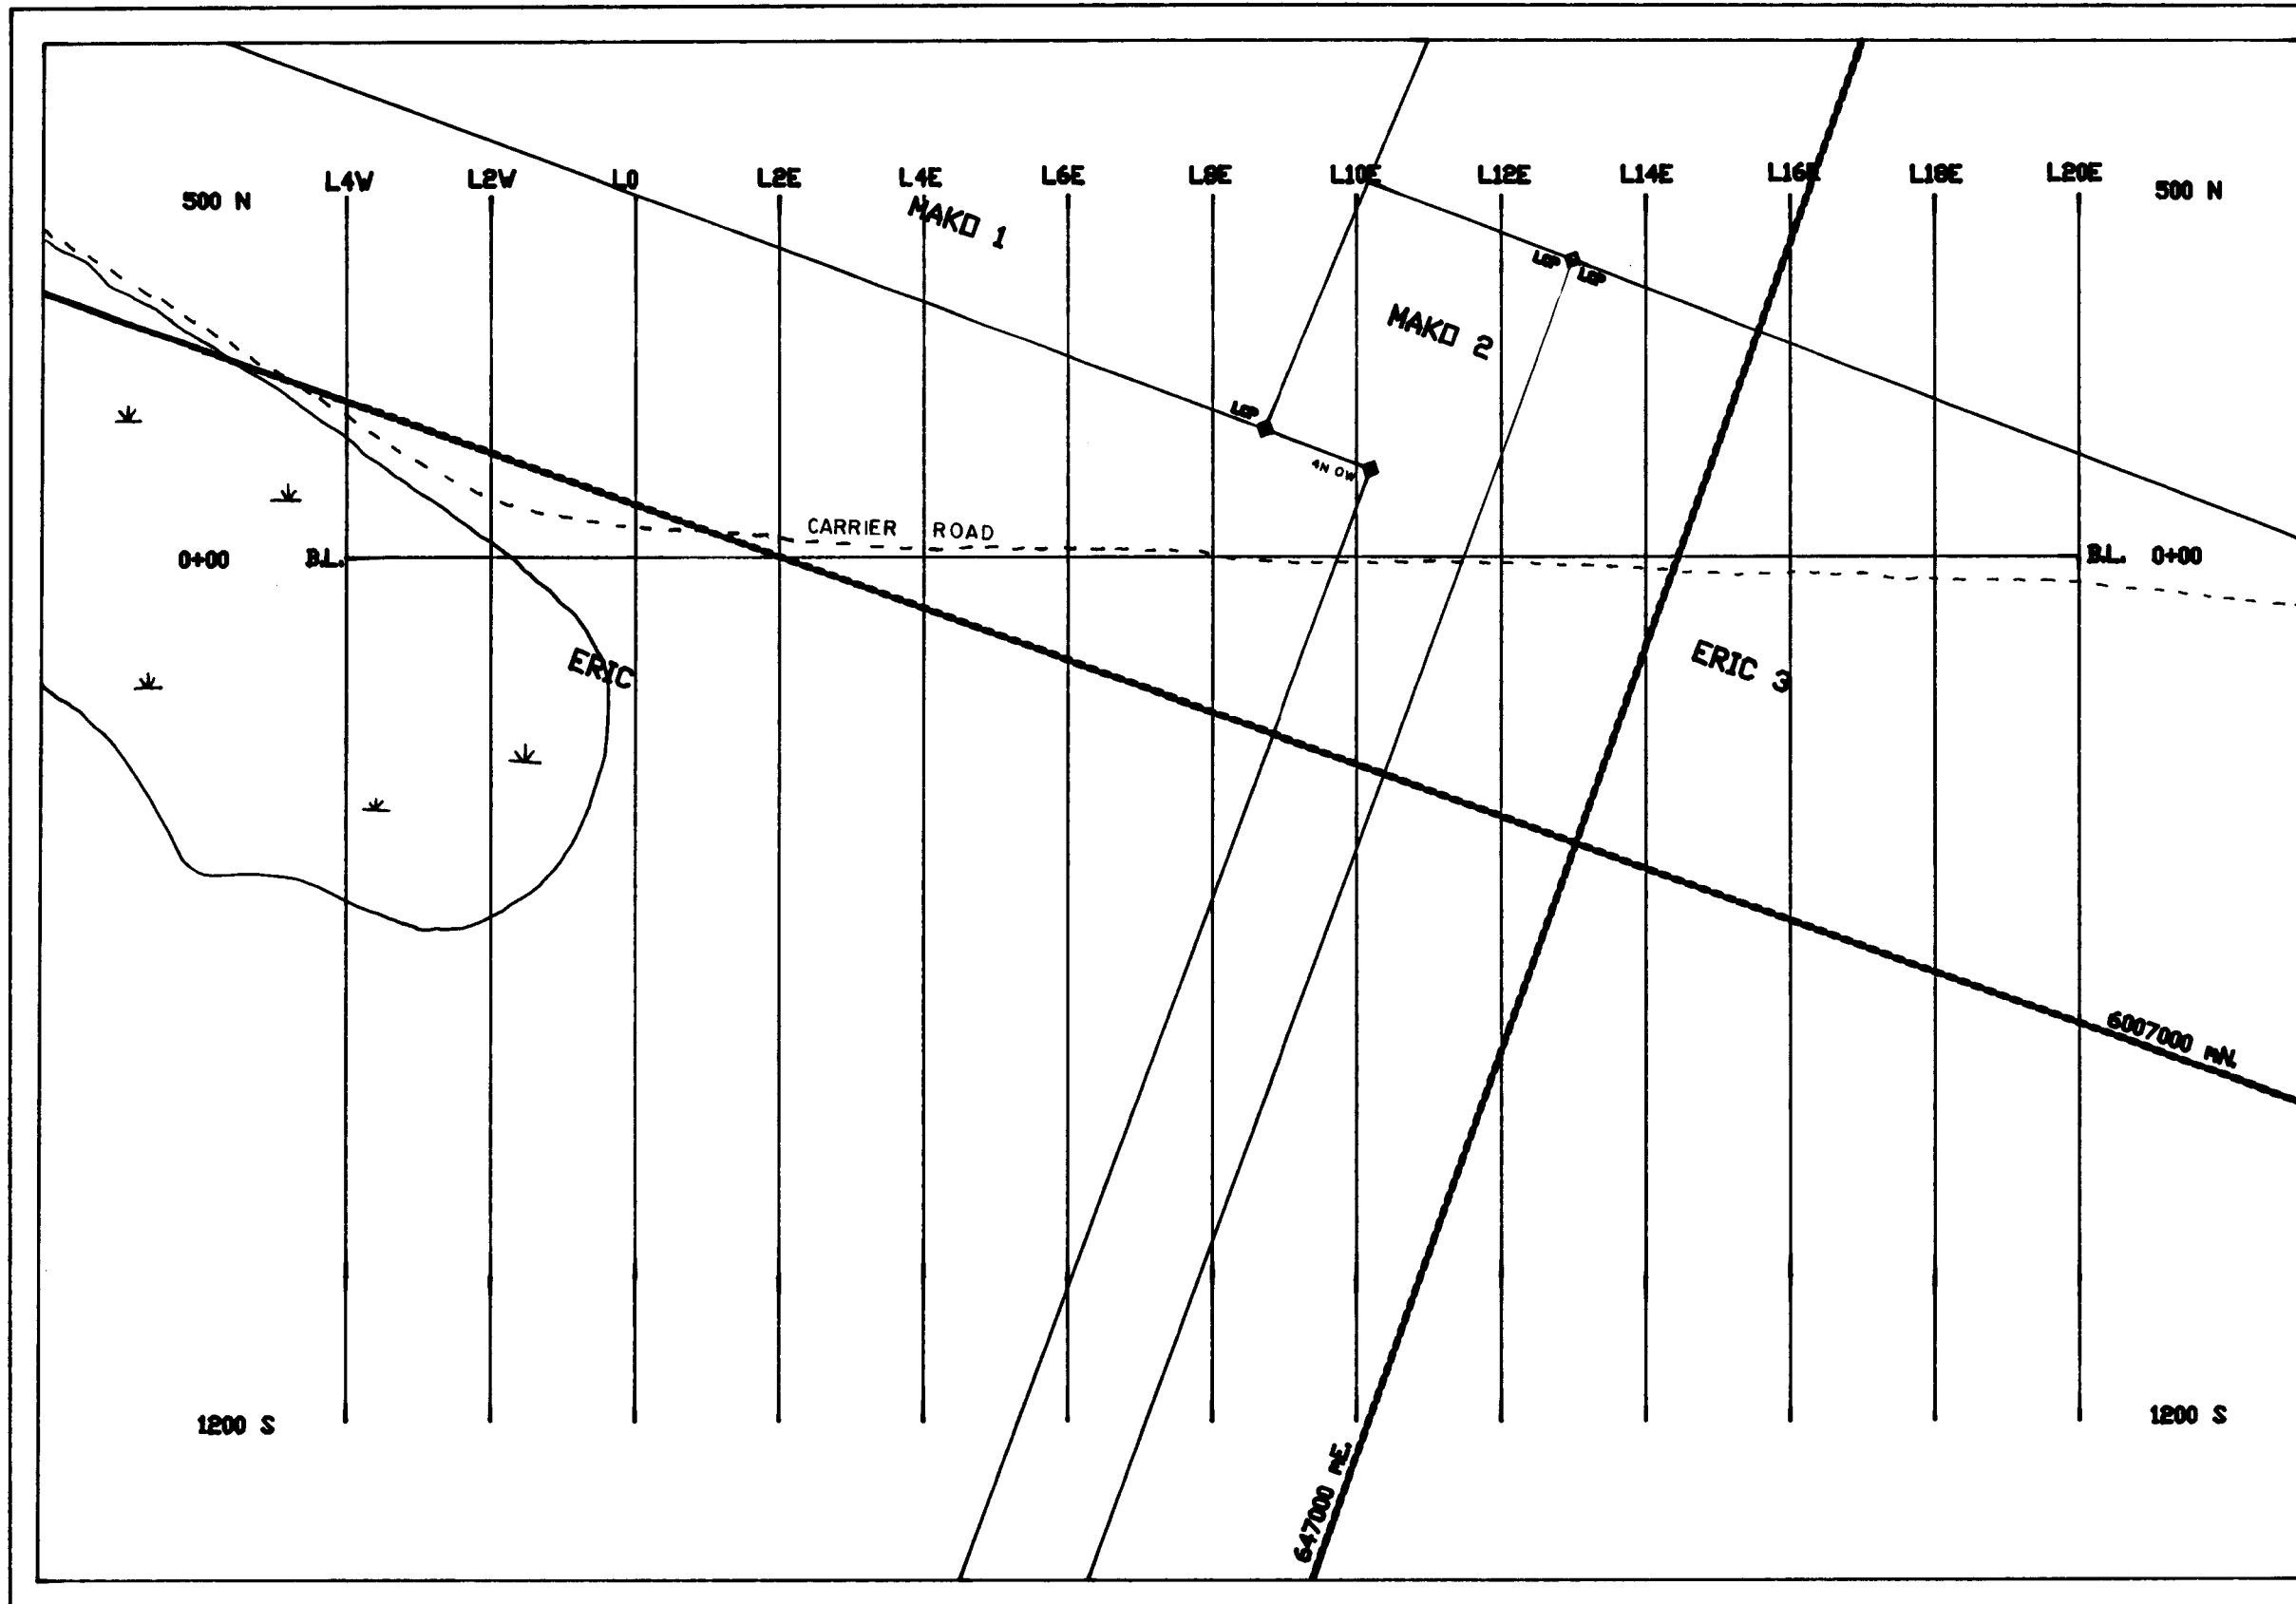 L4W L2W L0 L2E L4E L6E L8E L10E L12E L14E L16E L18E L20E
500 N
500 N
MAKO 1
LCP
LCP
MAKO 2
LCP
4N 0W
CARRIER ROAD
0+00 B.L.
B.L. 0+00
ERIC
ERIC 3
6007000 mN.
1200 S
1200 S
647000 mE.